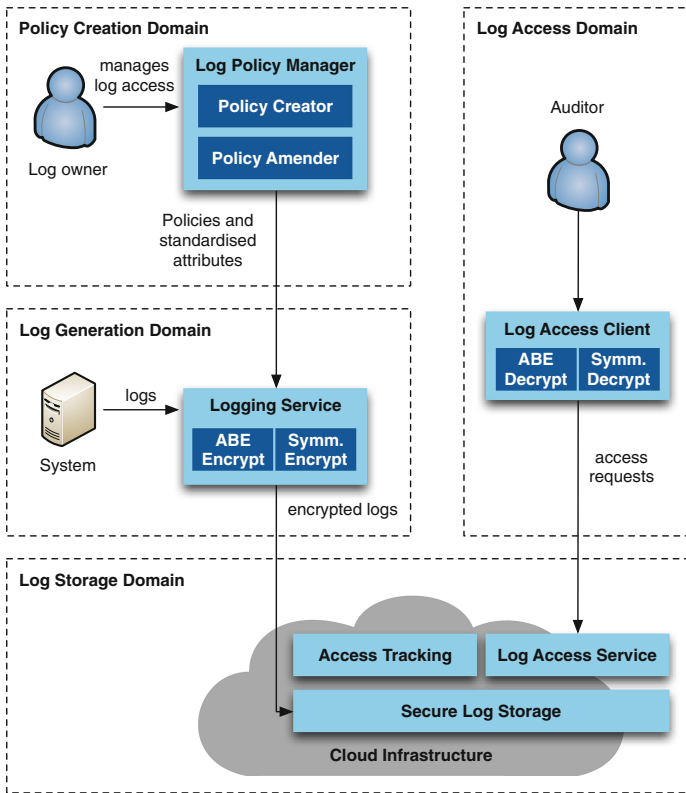 Policy Creation Domain
manages
log access
Log owner
Log Policy Manager
Policy Creator
Policy Amender
Policies and
standardised
attributes
Log Access Domain
Auditor
Log Access Client
ABE
Decrypt
Symm.
Decrypt
access
requests
Log Generation Domain
logs
System
Logging Service
ABE
Encrypt
Symm.
Encrypt
encrypted logs
Log Storage Domain
Access Tracking
Log Access Service
Secure Log Storage
Cloud Infrastructure